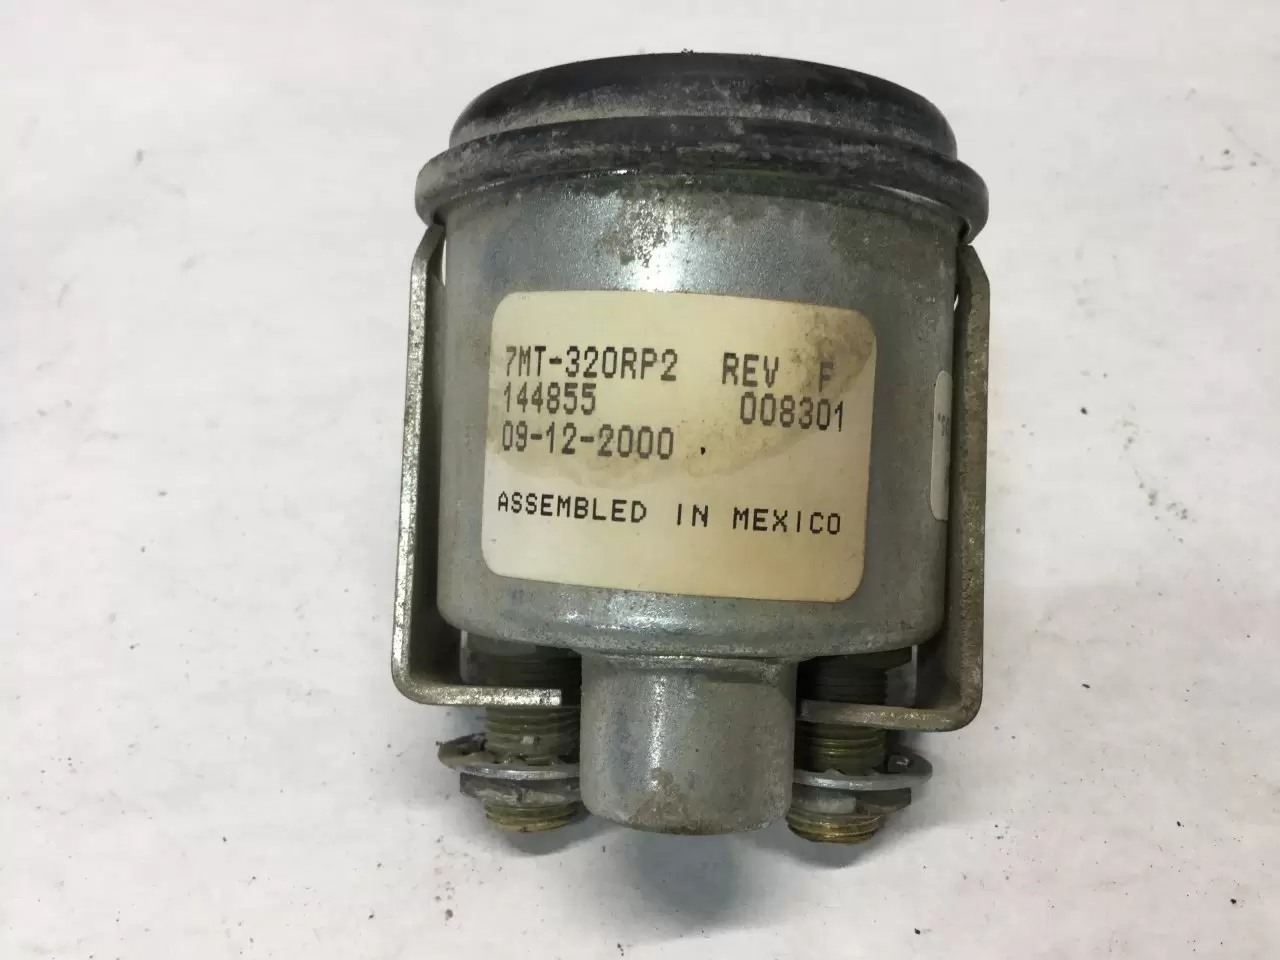 7MT-320RP2 REV F
144855 008301
09-12-2000
ASSEMBLED IN MEXICO